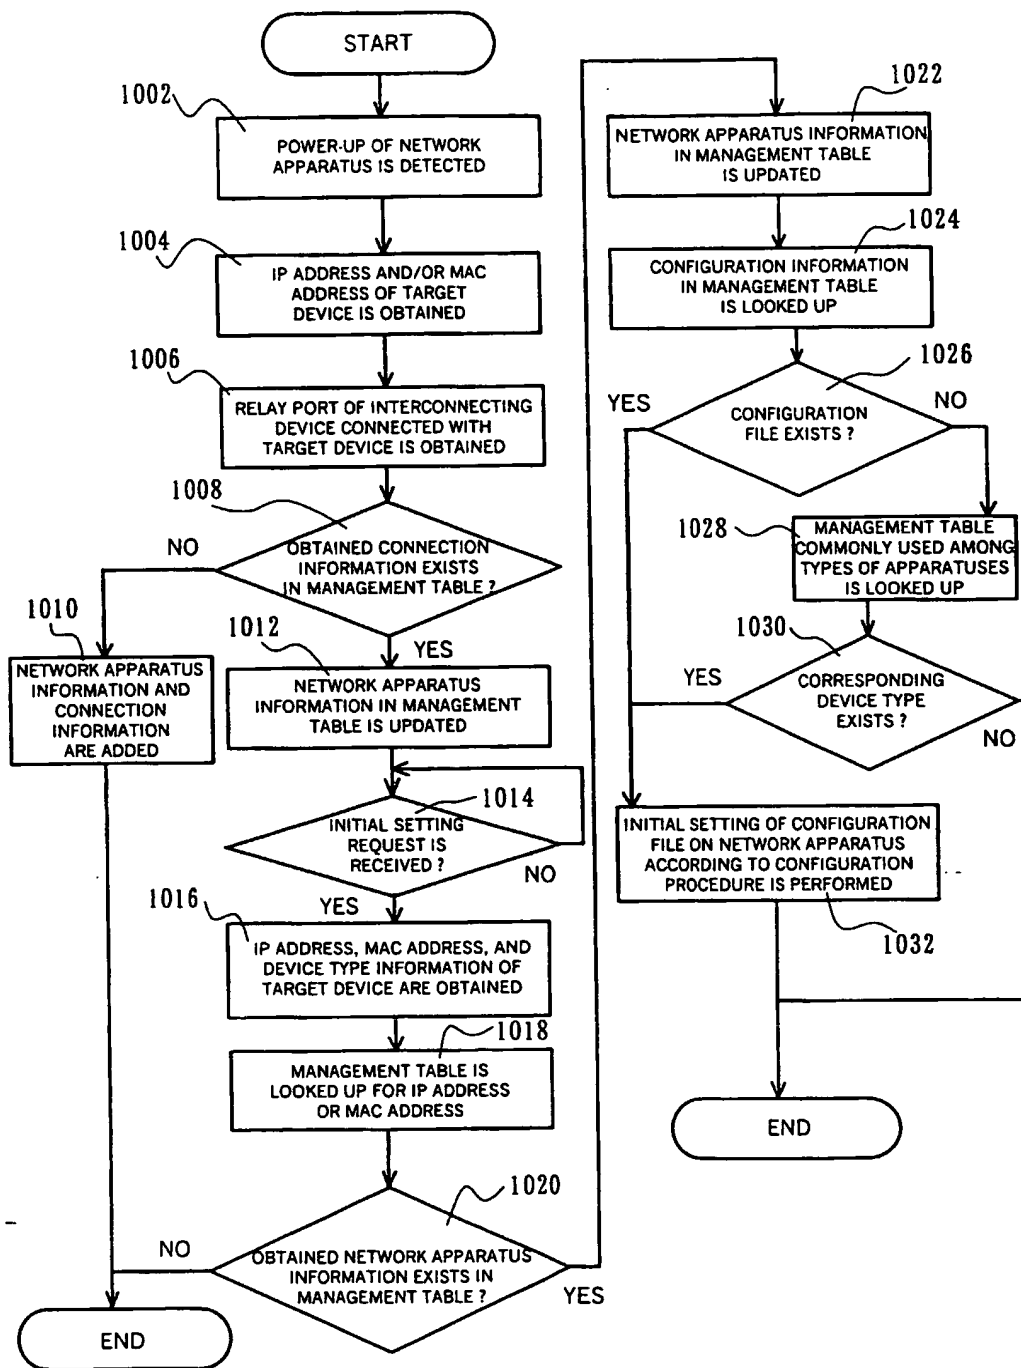 START
1002
POWER-UP OF NETWORK
APPARATUS IS DETECTED
1004
IP ADDRESS AND/OR MAC
ADDRESS OF TARGET
DEVICE IS OBTAINED
1006
RELAY PORT OF INTERCONNECTING
DEVICE CONNECTED WITH
TARGET DEVICE IS OBTAINED
1008
NO
OBTAINED CONNECTION
INFORMATION EXISTS
IN MANAGEMENT TABLE ?
YES
1010
NETWORK APPARATUS
INFORMATION AND
CONNECTION
INFORMATION
ARE ADDED
1012
NETWORK APPARATUS
INFORMATION IN MANAGEMENT
TABLE IS UPDATED
1014
INITIAL SETTING
REQUEST IS
RECEIVED ?
NO
YES
1016
IP ADDRESS, MAC ADDRESS, AND
DEVICE TYPE INFORMATION OF
TARGET DEVICE ARE OBTAINED
1018
MANAGEMENT TABLE IS
LOOKED UP FOR IP ADDRESS
OR MAC ADDRESS
1020
NO
OBTAINED NETWORK APPARATUS
INFORMATION EXISTS IN
MANAGEMENT TABLE ?
YES
END
1022
NETWORK APPARATUS INFORMATION
IN MANAGEMENT TABLE
IS UPDATED
1024
CONFIGURATION INFORMATION
IN MANAGEMENT TABLE
IS LOOKED UP
1026
YES
NO
CONFIGURATION
FILE EXISTS ?
1028
MANAGEMENT TABLE
COMMONLY USED AMONG
TYPES OF APPARATUSES
IS LOOKED UP
1030
YES
CORRESPONDING
DEVICE TYPE
EXISTS ?
NO
INITIAL SETTING OF CONFIGURATION
FILE ON NETWORK APPARATUS
ACCORDING TO CONFIGURATION
PROCEDURE IS PERFORMED
1032
END